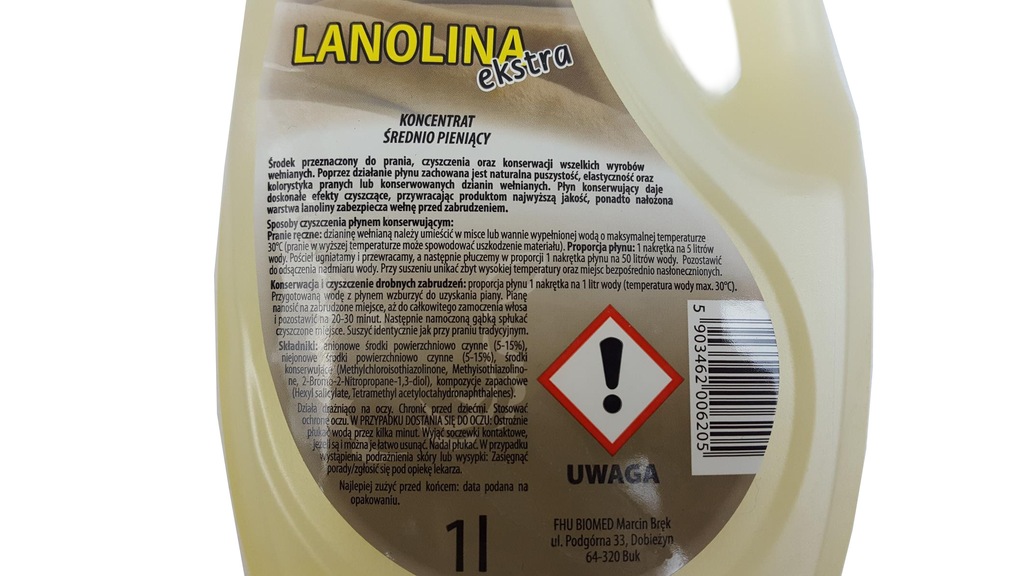 LANOLINA
ekstra
KONCENTRAT
ŚREDNIO PIENIĄCY
Środek przeznaczony do prania, czyszczenia oraz konserwacji wszelkich wyrobów
wełnianych. Poprzez działanie płynu zachowana jest naturalna puszystość, elastyczność oraz
kolorystyka pranych lub konserwowanych dzianin wełnianych. Płyn konserwujący daje
doskonałe efekty czyszczące, przywracając produktom najwyższą jakość, ponadto nałożona
warstwa lanoliny zabezpiecza wełnę przed zabrudzeniem.
Sposoby czyszczenia płynem konserwującym:
Pranie ręczne: dzianinę wełnianą należy umieścić w misce lub wannie wypełnionej wodą o maksymalnej temperaturze
30°C (pranie w wyższej temperaturze może spowodować uszkodzenie materiału). Proporcja płynu: 1 nakrętka na 5 litrów
wody. Pościel ugniatamy i przewracamy, a następnie płuczemy w proporcji 1 nakrętka płynu na 50 litrów wody. Pozostawić
do odsączenia nadmiaru wody. Przy suszeniu unikać zbyt wysokiej temperatury oraz miejsc bezpośrednio nasłonecznionych.
Konserwacja i czyszczenie drobnych zabrudzeń: proporcja płynu 1 nakrętka na 1 litr wody (temperatura wody max. 30°C).
Przygotowaną wodę z płynem wzburzyć do uzyskania piany. Pianę
nanosić na zabrudzone miejsce, aż do całkowitego zamoczenia włosa
i pozostawić na 20-30 minut. Następnie namoczoną gąbką spłukać
czyszczone miejsce. Suszyć identycznie jak przy praniu tradycyjnym.
Składniki: anionowe środki powierzchniowo czynne (5-15%),
niejonowe środki powierzchniowo czynne (5-15%), środki
konserwujące (Methylchloroisothiazolinone, Methylisothiazolino-
ne, 2-Bromo-2-Nitropropane-1,3-diol), kompozycje zapachowe
(Hexyl salicylate, Tetramethyl acetyloctahydronaphthalenes).
Działa drażniąco na oczy. Chronić przed dziećmi. Stosować
ochronę oczu. W PRZYPADKU DOSTANIA SIĘ DO OCZU: Ostrożnie
płukać wodą przez kilka minut. Wyjąć soczewki kontaktowe,
jeżeli są i można je łatwo usunąć. Nadal płukać. W przypadku
wystąpienia podrażnienia skóry lub wysypki: Zasięgnąć
porady/zgłosić się pod opiekę lekarza.
Najlepiej zużyć przed końcem: data podana na
opakowaniu.
1l
UWAGA
5 903462 006205
FHU BIOMED Marcin Bręk
ul. Podgórna 33, Dobieżyn
64-320 Buk